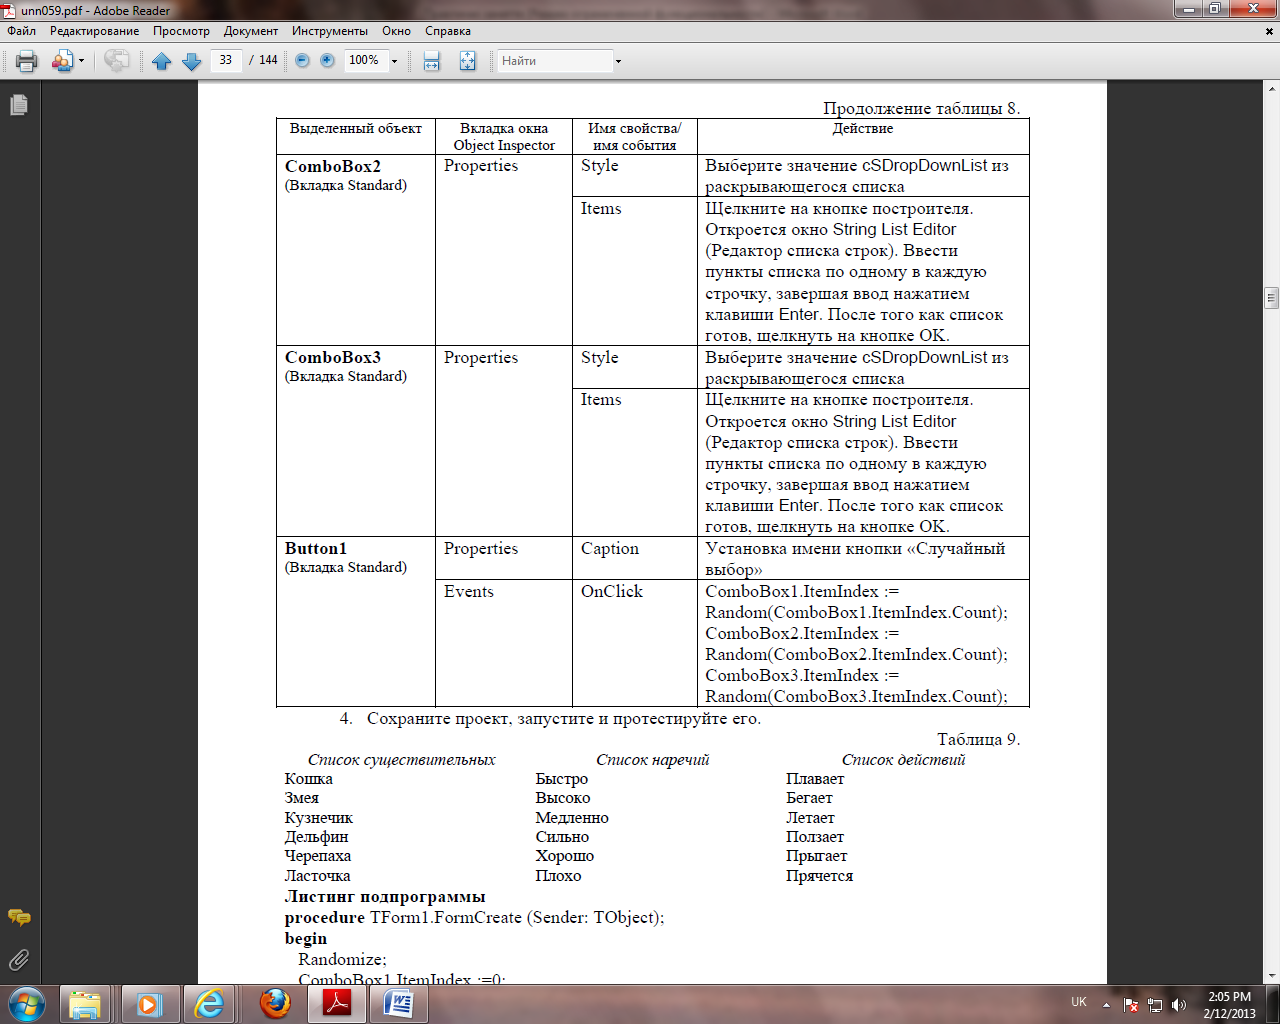 unn059.pdf - Adobe Reader
Файл Редактирование Просмотр Документ Инструменты Окно Справка
33 / 144 100% Найти
Продолжение таблицы 8.
Выделенный объект
Вкладка окна
Object Inspector
Имя свойства/
имя события
Действие
ComboBox2
(Вкладка Standard)
Properties
Style
Выберите значение cSDropDownList из
раскрывающегося списка
Items
Щелкните на кнопке построителя.
Откроется окно String List Editor
(Редактор списка строк). Ввести
пункты списка по одному в каждую
строчку, завершая ввод нажатием
клавиши Enter. После того как список
готов, щелкнуть на кнопке OK.
ComboBox3
(Вкладка Standard)
Properties
Style
Выберите значение cSDropDownList из
раскрывающегося списка
Items
Щелкните на кнопке построителя.
Откроется окно String List Editor
(Редактор списка строк). Ввести
пункты списка по одному в каждую
строчку, завершая ввод нажатием
клавиши Enter. После того как список
готов, щелкнуть на кнопке OK.
Button1
(Вкладка Standard)
Properties
Caption
Установка имени кнопки «Случайный
выбор»
Events
OnClick
ComboBox1.ItemIndex :=
Random(ComboBox1.ItemIndex.Count);
ComboBox2.ItemIndex :=
Random(ComboBox2.ItemIndex.Count);
ComboBox3.ItemIndex :=
Random(ComboBox3.ItemIndex.Count);
4. Сохраните проект, запустите и протестируйте его.
Таблица 9.
Список существительных Список наречий Список действий
Кошка Быстро Плавает
Змея Высоко Бегает
Кузнечик Медленно Летает
Дельфин Сильно Ползает
Черепаха Хорошо Прыгает
Ласточка Плохо Прячется
Листинг подпрограммы
procedure TForm1.FormCreate (Sender: TObject);
begin
Randomize;
ComboBox1.ItemIndex :=0;
UK
2:05 PM
2/12/2013